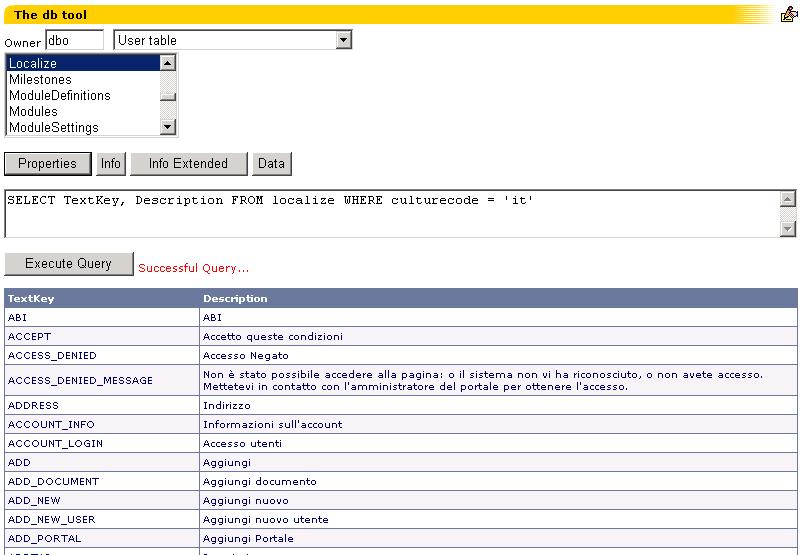 The db tool
Owner dbo User table
Localize
Milestones
ModuleDefinitions
Modules
ModuleSettings
Properties Info Info Extended Data
SELECT TextKey, Description FROM localize WHERE culturecode = 'it'
Execute Query Successful Query...
TextKey Description
ABI ABI
ACCEPT Accetto queste condizioni
ACCESS_DENIED Accesso Negato
ACCESS_DENIED_MESSAGE Non è stato possibile accedere alla pagina: o il sistema non vi ha riconosciuto, o non avete accesso.
Mettetevi in contatto con l'amministratore del portale per ottenere l'accesso.
ADDRESS Indirizzo
ACCOUNT_INFO Informazioni sull'account
ACCOUNT_LOGIN Accesso utenti
ADD Aggiungi
ADD_DOCUMENT Aggiungi documento
ADD_NEW Aggiungi nuovo
ADD_NEW_USER Aggiungi nuovo utente
ADD_PORTAL Aggiungi Portale